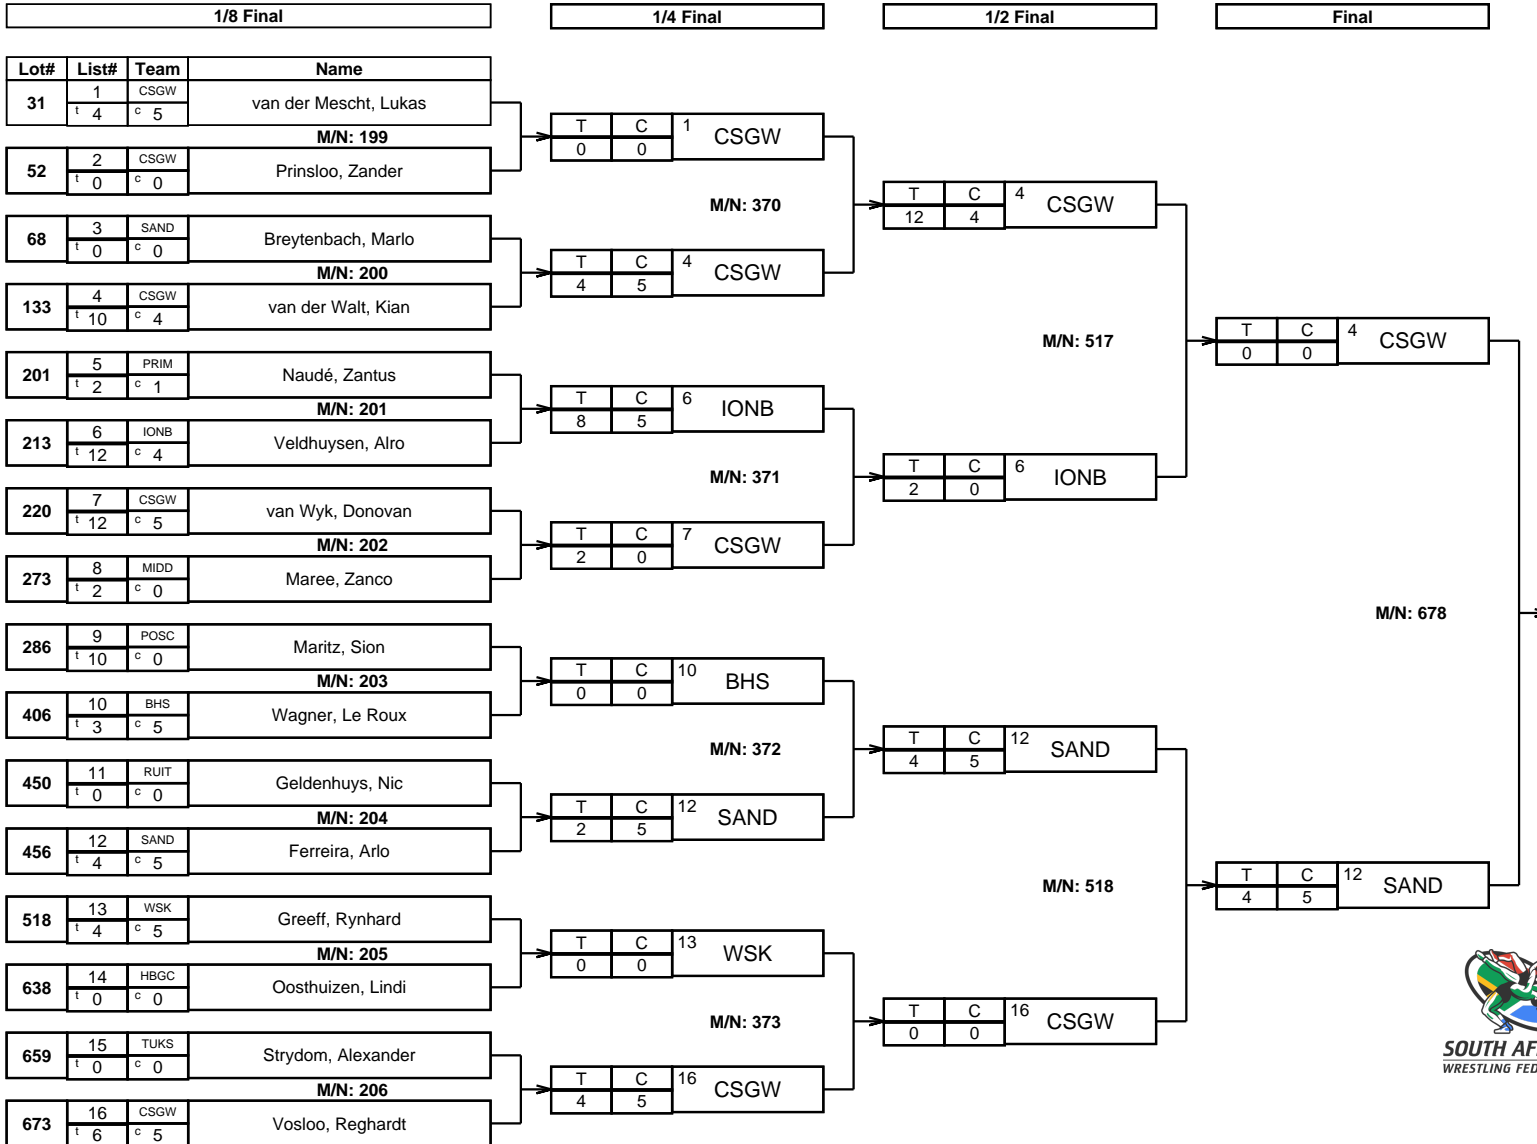 1/8 Final 1/4 Final 1/2 Final Final
Lot# List# Team Name
31 1 CSGW van der Mescht, Lukas
t 4 c 5
M/N: 199
52 2 CSGW Prinsloo, Zander
t 0 c 0
68 3 SAND Breytenbach, Marlo
t 0 c 0
M/N: 200
133 4 CSGW van der Walt, Kian
t 10 c 4
201 5 PRIM Naudé, Zantus
t 2 c 1
M/N: 201
213 6 IONB Veldhuysen, Alro
t 12 c 4
220 7 CSGW van Wyk, Donovan
t 12 c 5
M/N: 202
273 8 MIDD Maree, Zanco
t 2 c 0
286 9 POSC Maritz, Sion
t 10 c 0
M/N: 203
406 10 BHS Wagner, Le Roux
t 3 c 5
450 11 RUIT Geldenhuys, Nic
t 0 c 0
M/N: 204
456 12 SAND Ferreira, Arlo
t 4 c 5
518 13 WSK Greeff, Rynhard
t 4 c 5
M/N: 205
638 14 HBGC Oosthuizen, Lindi
t 0 c 0
659 15 TUKS Strydom, Alexander
t 0 c 0
M/N: 206
673 16 CSGW Vosloo, Reghardt
t 6 c 5
T C 1 CSGW
0 0
M/N: 370
T C 4 CSGW
4 5
T C 6 IONB
8 5
M/N: 371
T C 7 CSGW
2 0
T C 10 BHS
0 0
M/N: 372
T C 12 SAND
2 5
T C 13 WSK
0 0
M/N: 373
T C 16 CSGW
4 5
T C 4 CSGW
12 4
M/N: 517
T C 6 IONB
2 0
T C 12 SAND
4 5
M/N: 518
T C 16 CSGW
0 0
T C 4 CSGW
0 0
M/N: 678
T C 12 SAND
4 5
SOUTH AF
WRESTLING FED